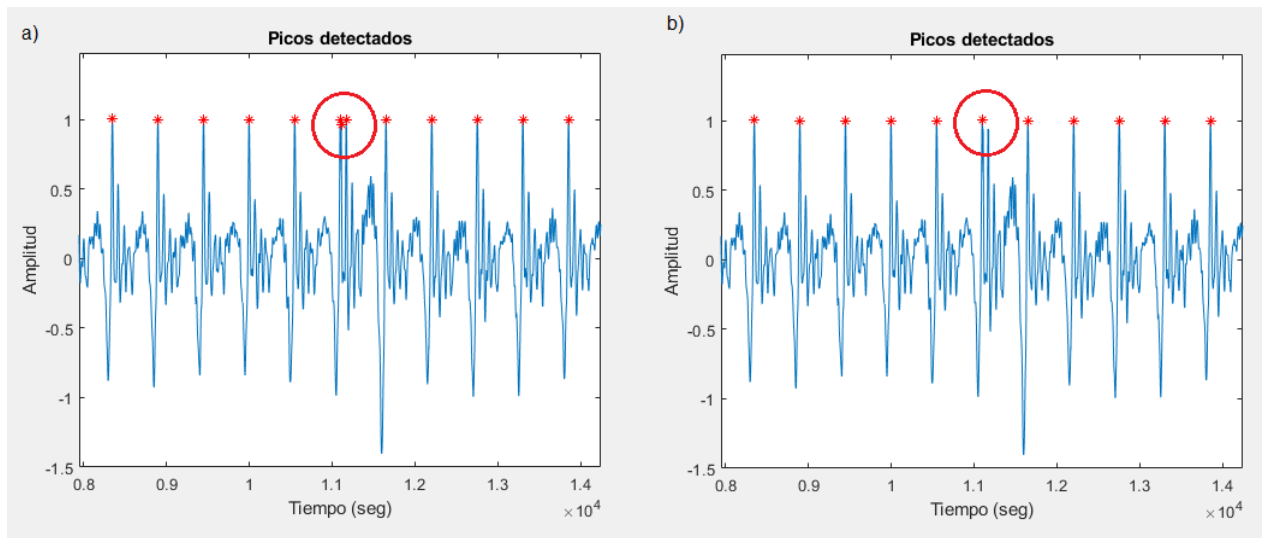 a)
Picos detectados
Amplitud
1
0.5
0
-0.5
-1
-1.5
0.8 0.9 1 1.1 1.2 1.3 1.4
Tiempo (seg)
×10⁴
b)
Picos detectados
Amplitud
1
0.5
0
-0.5
-1
-1.5
0.8 0.9 1 1.1 1.2 1.3 1.4
Tiempo (seg)
×10⁴